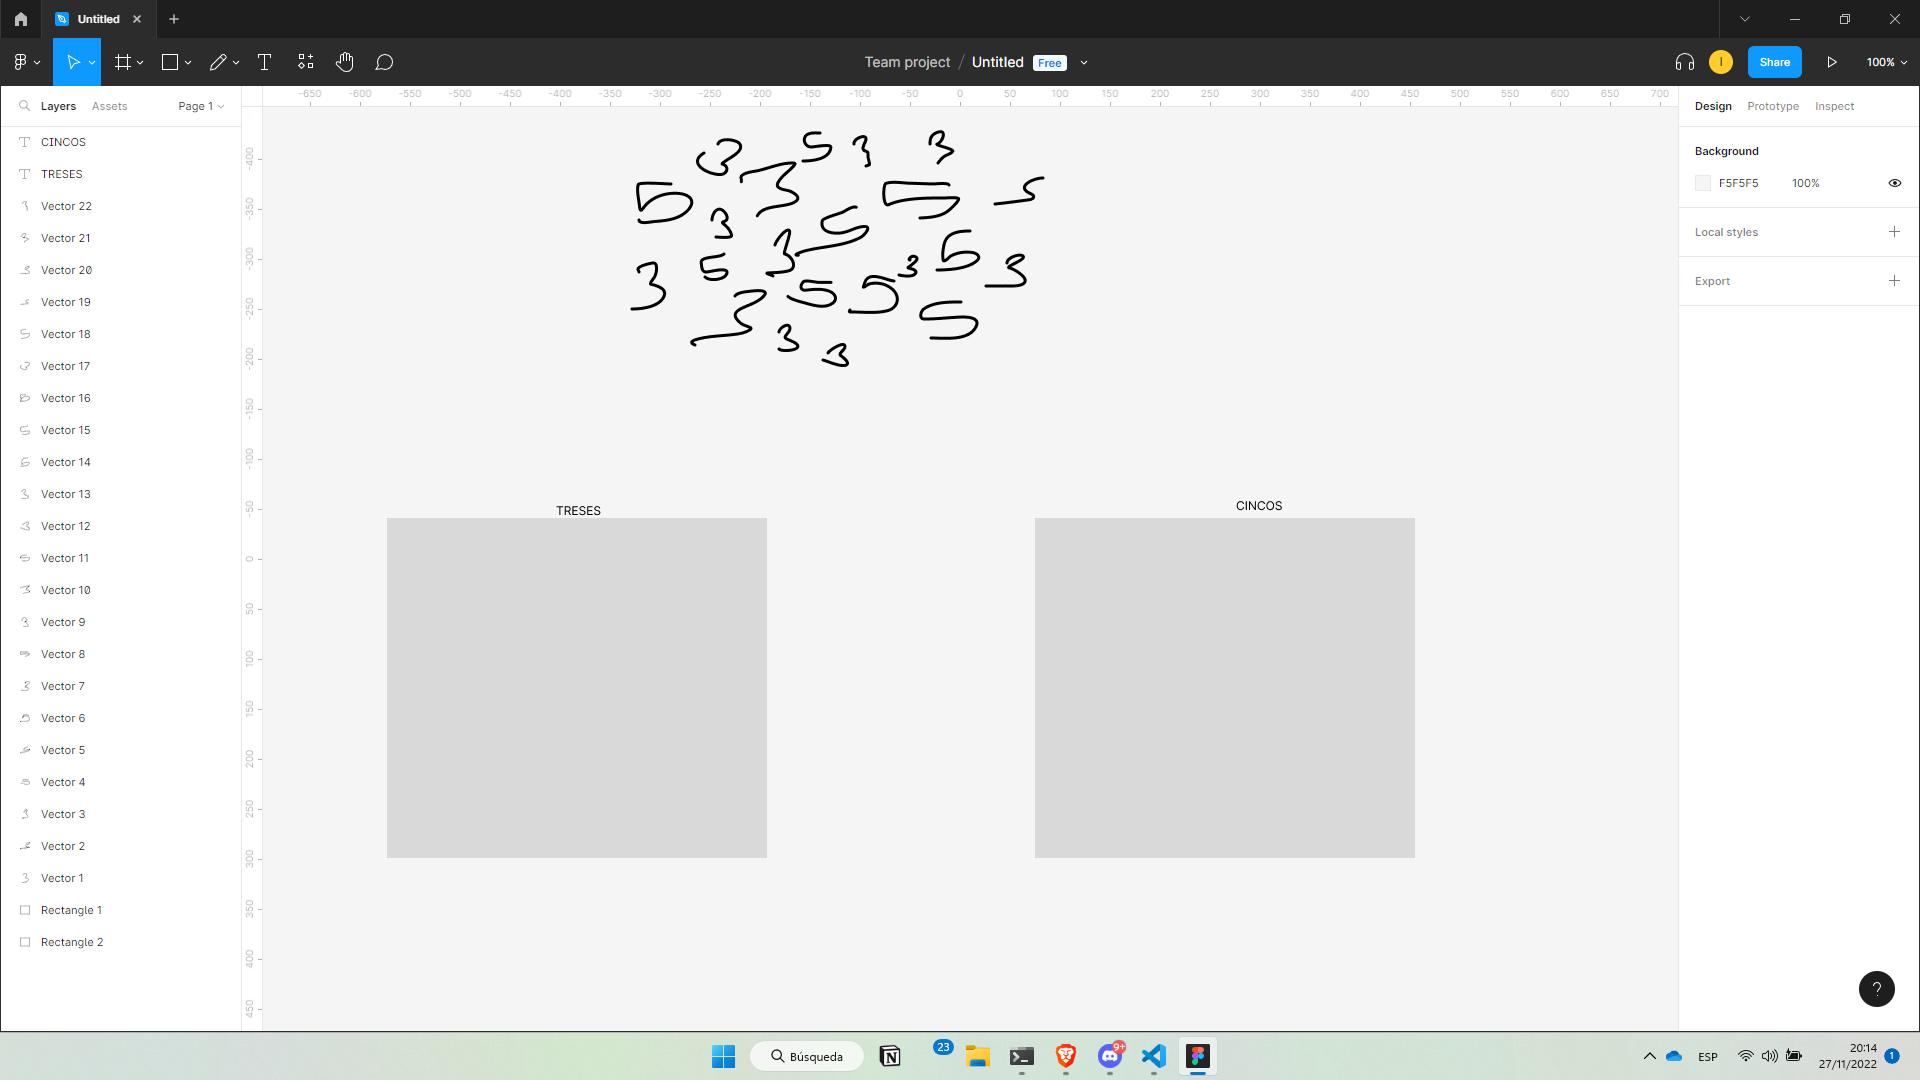 Untitled
Team project / Untitled Free
Share
100%
Layers Assets Page 1
-650 -600 -550 -500 -450 -400 -350 -300 -250 -200 -150 -100 -50 0 50 100 150 200 250 300 350 400 450 500 550 600 650 700
Design Prototype Inspect
CINCOS
TRESES
Vector 22
Vector 21
Vector 20
Vector 19
Vector 18
Vector 17
Vector 16
Vector 15
Vector 14
Vector 13
Vector 12
Vector 11
Vector 10
Vector 9
Vector 8
Vector 7
Vector 6
Vector 5
Vector 4
Vector 3
Vector 2
Vector 1
Rectangle 1
Rectangle 2
-400
-350
-300
-250
-200
-150
-100
-50
0
50
100
150
200
250
300
350
400
450
3 5 3 3
5 3 5 5
3 5
3 5 3 5 3 3
3 5 5 5
3 3
TRESES
CINCOS
Background
F5F5F5 100%
Local styles
Export
?
Búsqueda
23
9+
ESP
20:14
27/11/2022
1
I